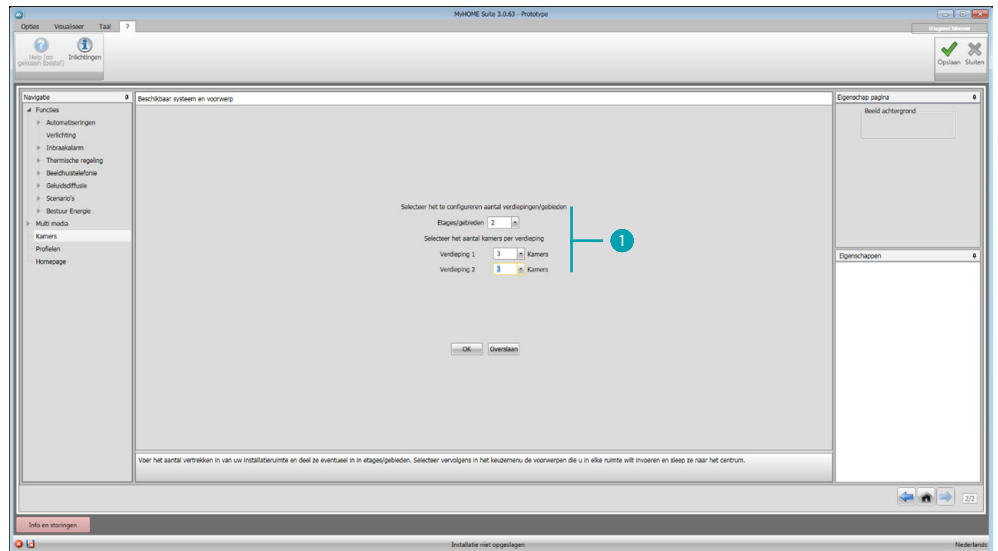 MyHOME Suite 3.0.63 - Prototype
Opties Visualiseer Taal ?
Help (op gekozen toestel)
Inlichtingen
Opslaan Sluiten
Navigatie
Functies
Automatiseringen
Verlichting
Inbraakalarm
Thermische regeling
Beeldhuistelefonie
Geluidsdiffusie
Scenario's
Bestuur Energie
Multi media
Kamers
Profielen
Homepage
Beschikbaar systeem en voorwerp
Selecteer het te configureren aantal verdiepingen/gebieden
Etages/gebieden 2
Selecteer het aantal kamers per verdieping
Verdieping 1 3 Kamers
Verdieping 2 3 Kamers
1
OK Overslaan
Voer het aantal vertrekken in van uw installatieruimte en deel ze eventueel in in etages/gebieden. Selecteer vervolgens in het keuzemenu de voorwerpen die u in elke ruimte wilt invoeren en sleep ze naar het centrum.
Eigenschap pagina
Beeld achtergrond
Eigenschappen
2/2
Info en storingen
Installatie niet opgeslagen
Nederlands